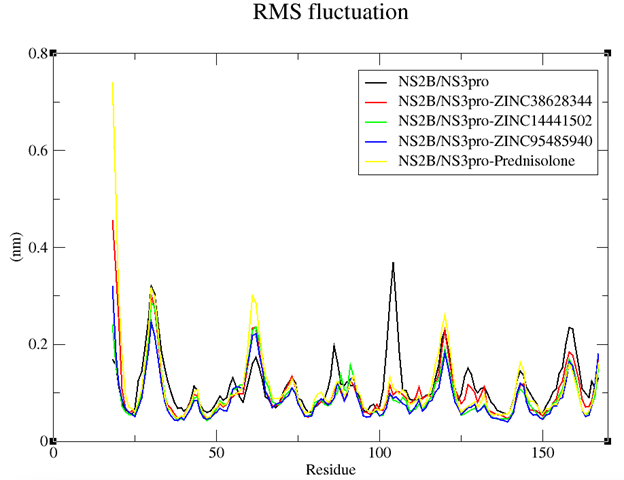 RMS fluctuation
0.8
NS2B/NS3pro
NS2B/NS3pro-ZINC38628344
NS2B/NS3pro-ZINC14441502
NS2B/NS3pro-ZINC95485940
NS2B/NS3pro-Prednisolone
0.6
(nm)
0.4
0.2
0
0
50
100
150
Residue